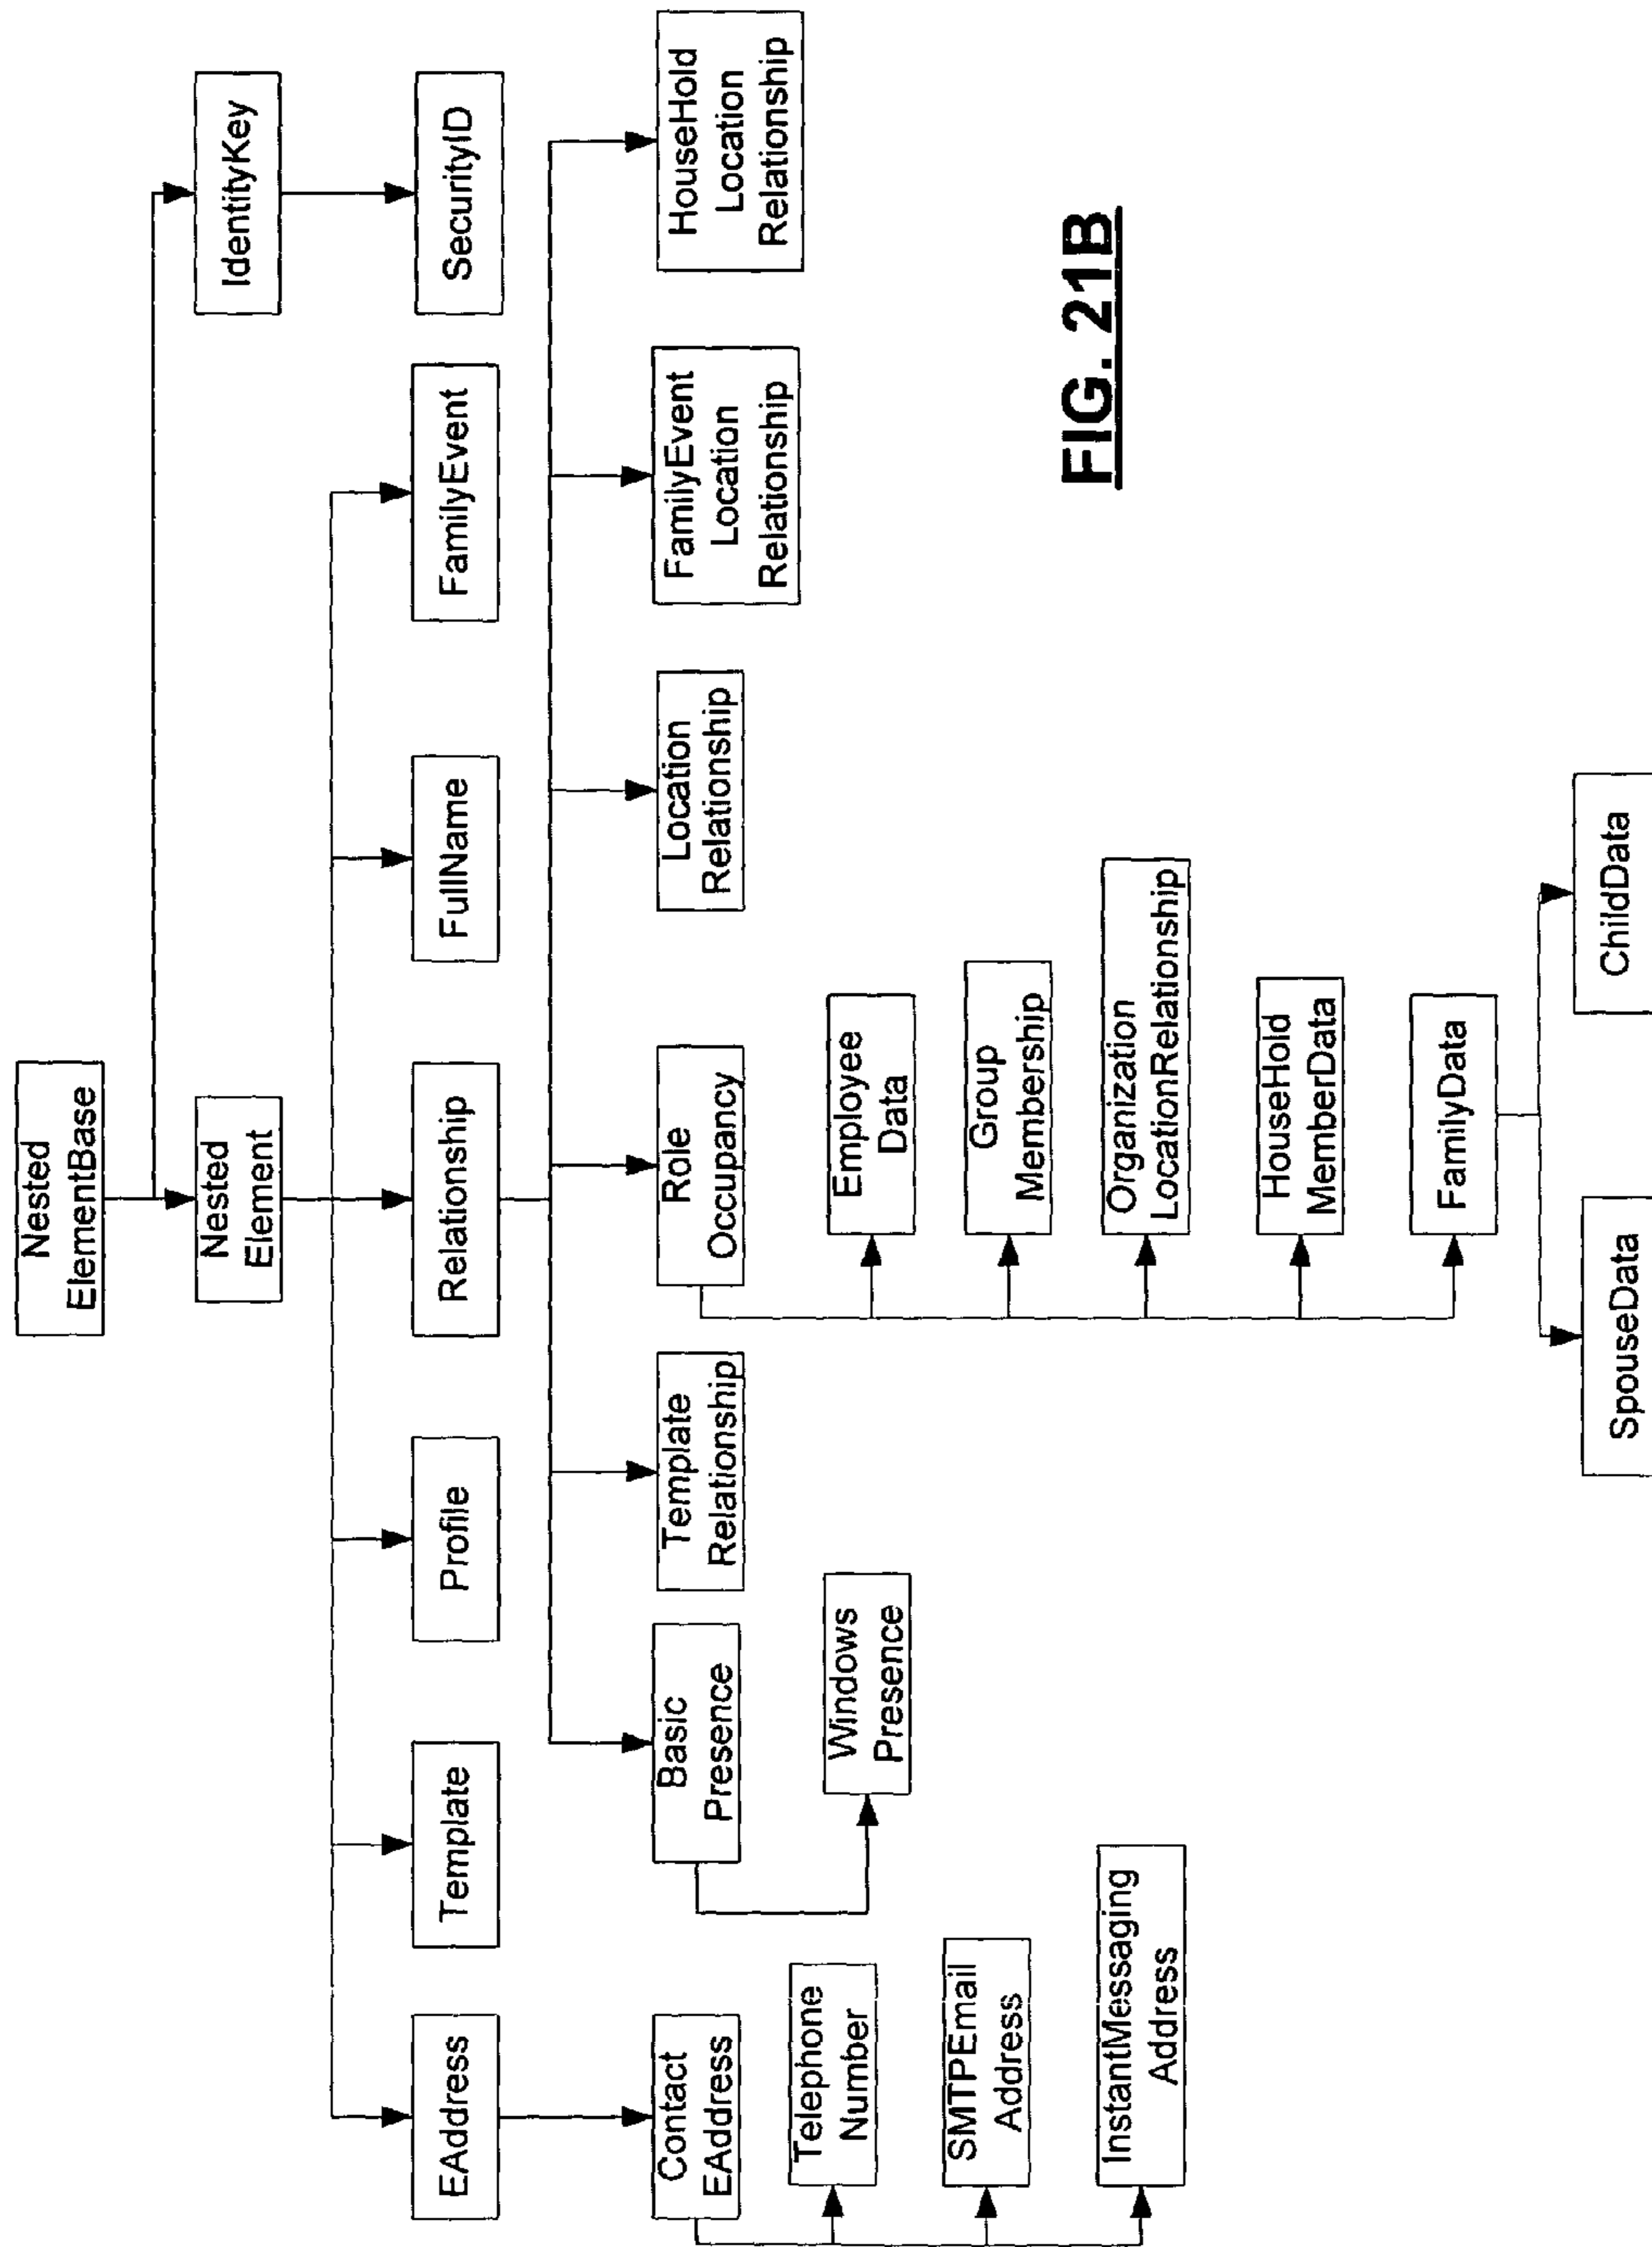 Nested
ElementBase
Nested
Element
IdentityKey
EAddress
Template
Profile
Relationship
FullName
FamilyEvent
SecurityID
Contact
EAddress
Basic
Presence
Template
Relationship
Role
Occupancy
Location
Relationship
FamilyEvent
Location
Relationship
HouseHold
Location
Relationship
Telephone
Number
SMTPEmail
Address
InstantMessaging
Address
Windows
Presence
Employee
Data
Group
Membership
Organization
LocationRelationship
HouseHold
MemberData
FamilyData
SpouseData
ChildData
FIG. 21B